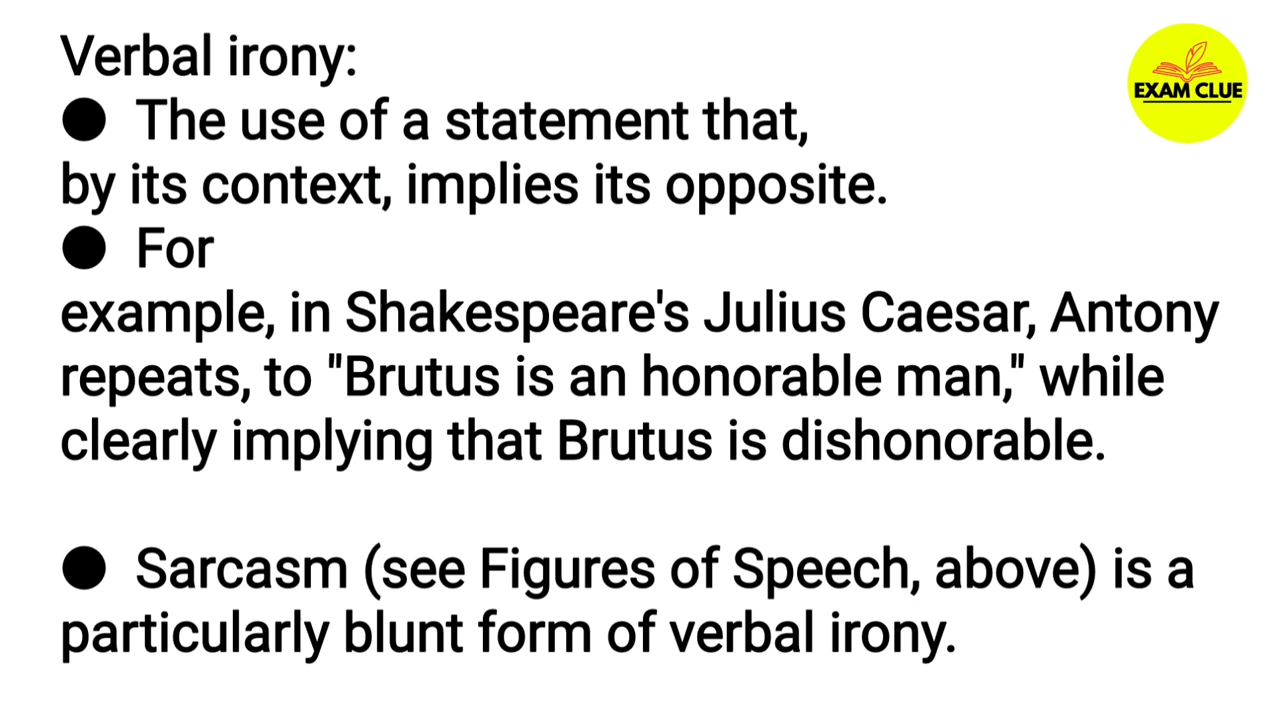 Verbal irony:
● The use of a statement that,
by its context, implies its opposite.
● For
example, in Shakespeare's Julius Caesar, Antony
repeats, to "Brutus is an honorable man," while
clearly implying that Brutus is dishonorable.
● Sarcasm (see Figures of Speech, above) is a
particularly blunt form of verbal irony.
EXAM CLUE